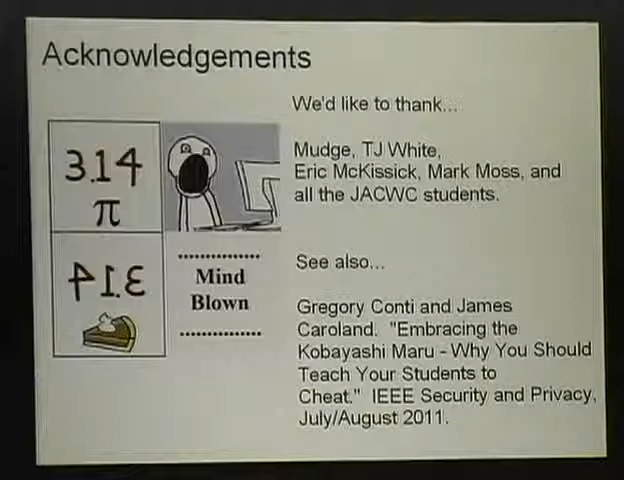 Acknowledgements
We'd like to thank...
3.14
π
Mudge, TJ White,
Eric McKissick, Mark Moss, and
all the JACWC students.
PI.E
Mind
Blown
See also...
Gregory Conti and James
Caroland. "Embracing the
Kobayashi Maru - Why You Should
Teach Your Students to
Cheat." IEEE Security and Privacy,
July/August 2011.